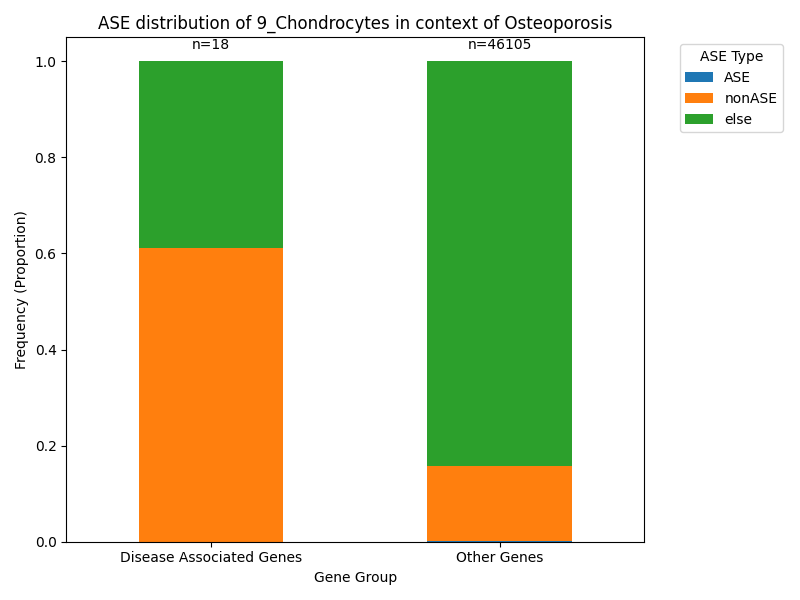 ASE distribution of 9_Chondrocytes in context of Osteoporosis
n=18
n=46105
ASE Type
ASE
nonASE
else
1.0
0.8
0.6
0.4
0.2
0.0
Frequency (Proportion)
Disease Associated Genes
Other Genes
Gene Group